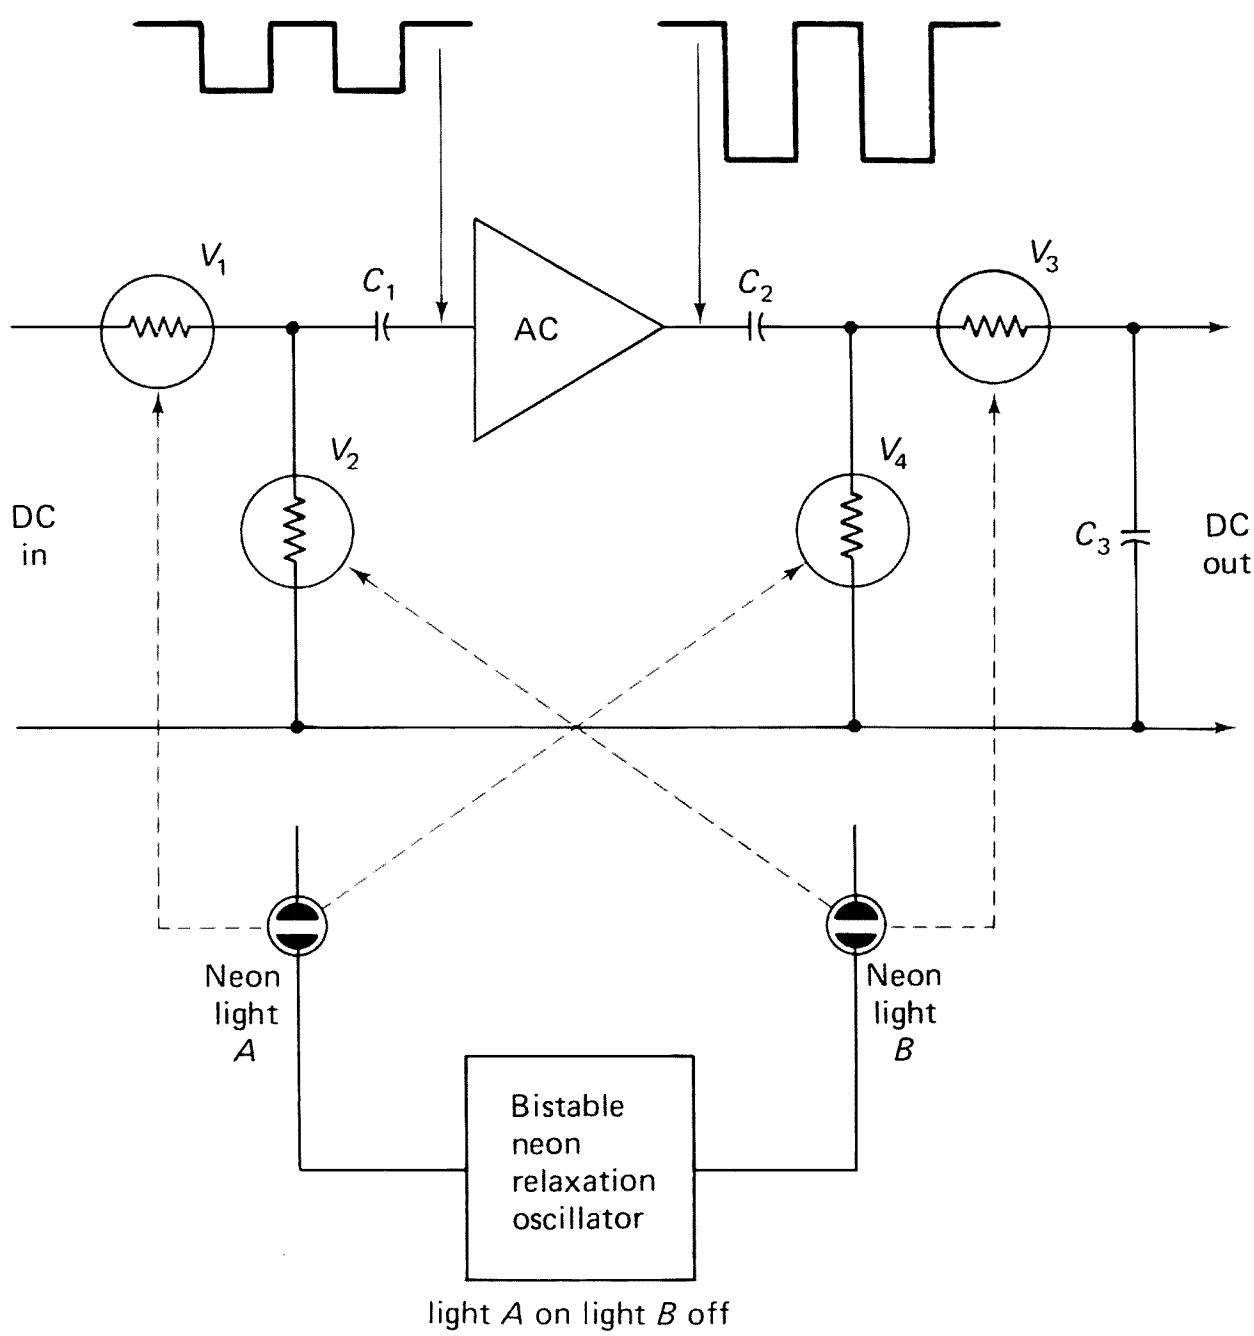 V1
C1
AC
C2
V3
V2
V4
DC
in
C3
DC
out
Neon
light
A
Neon
light
B
Bistable
neon
relaxation
oscillator
light A on light B off